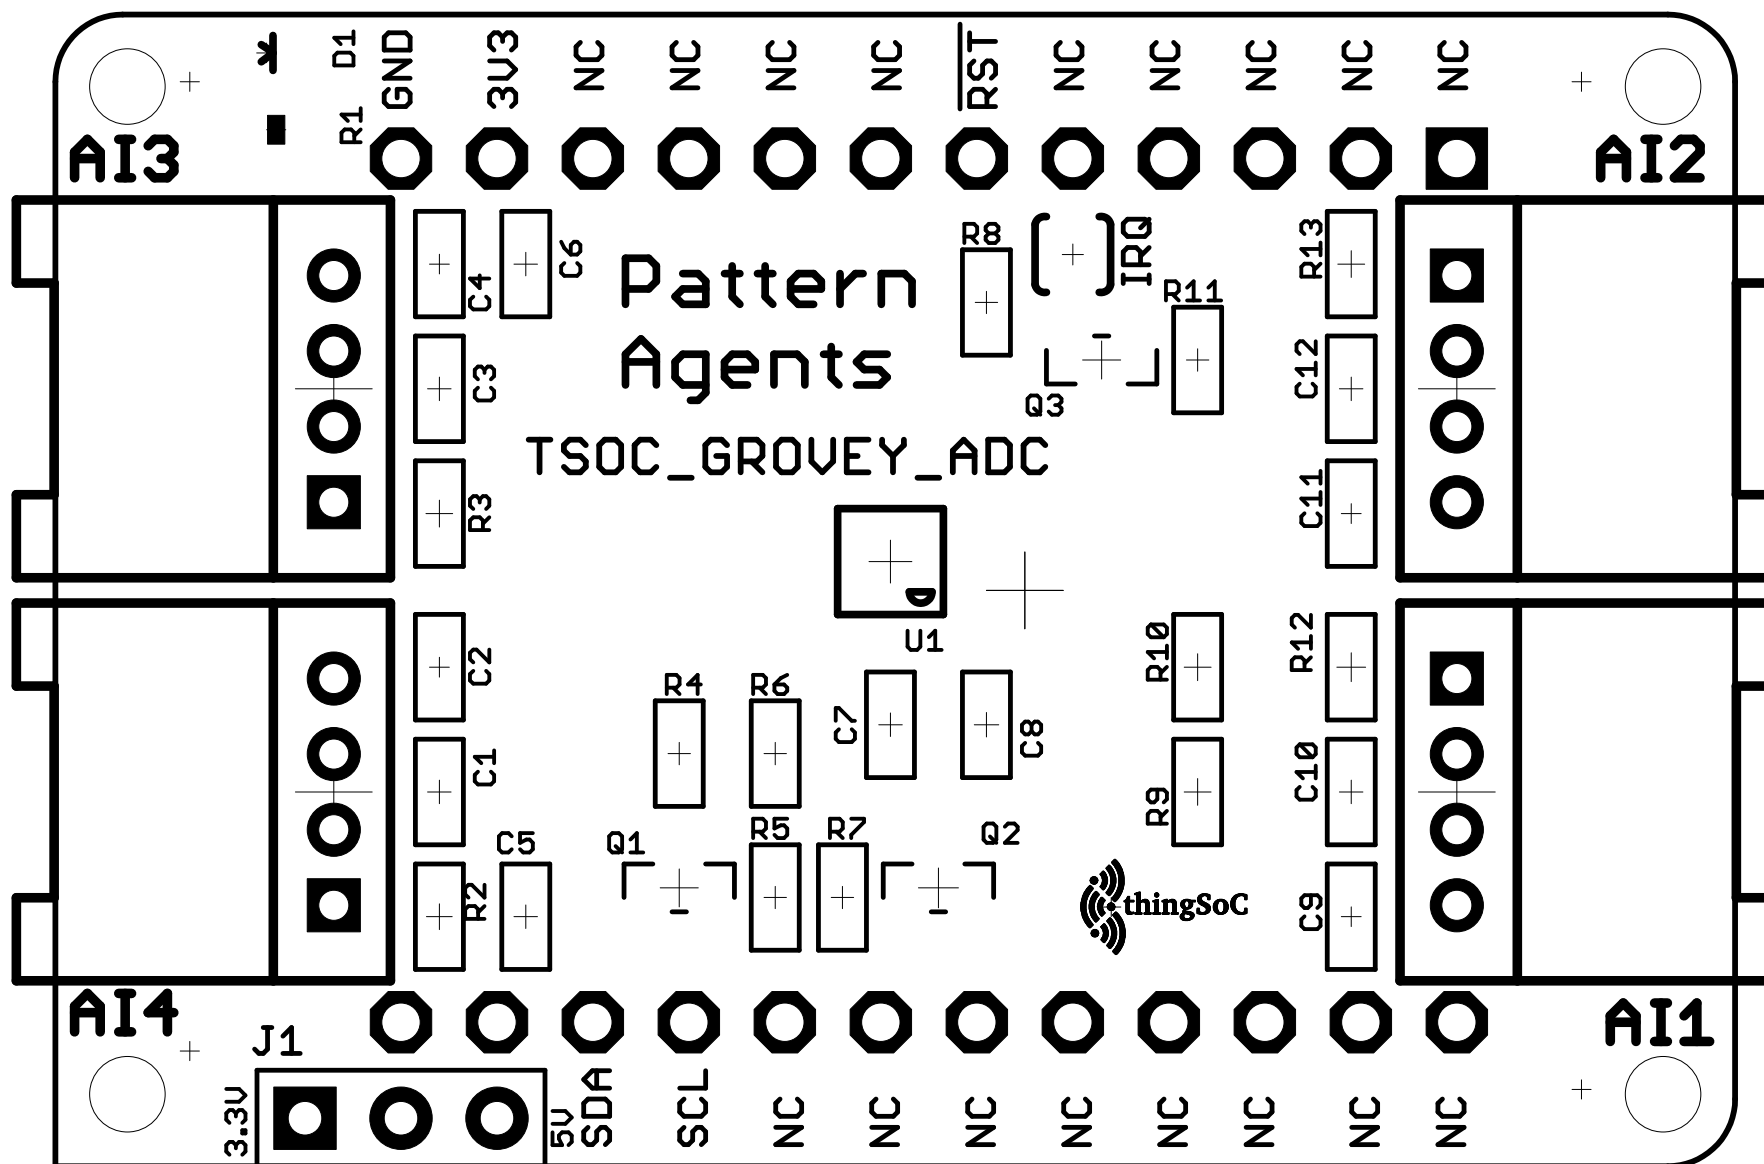 D1
GND
3V3
NC
NC
NC
NC
RST
NC
NC
NC
NC
NC
R1
AI3
AI2
C4
C6
Pattern
Agents
R8
IRQ
R11
R13
C3
Q3
C12
TSOC_GROVEY_ADC
R3
C11
U1
C2
R4
R6
C7
C8
R10
R12
C1
R9
C10
C5
Q1
R5
R7
Q2
R2
thingSoC
C9
AI4
AI1
J1
3.3V
5V
SDA
SCL
NC
NC
NC
NC
NC
NC
NC
NC